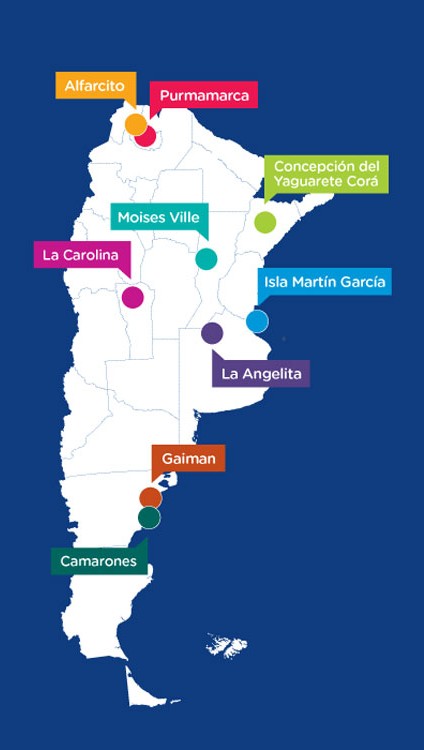 Alfarcito
Purmamarca
Concepción del
Yaguarete Corá
Moises Ville
La Carolina
Isla Martín García
La Angelita
Gaiman
Camarones